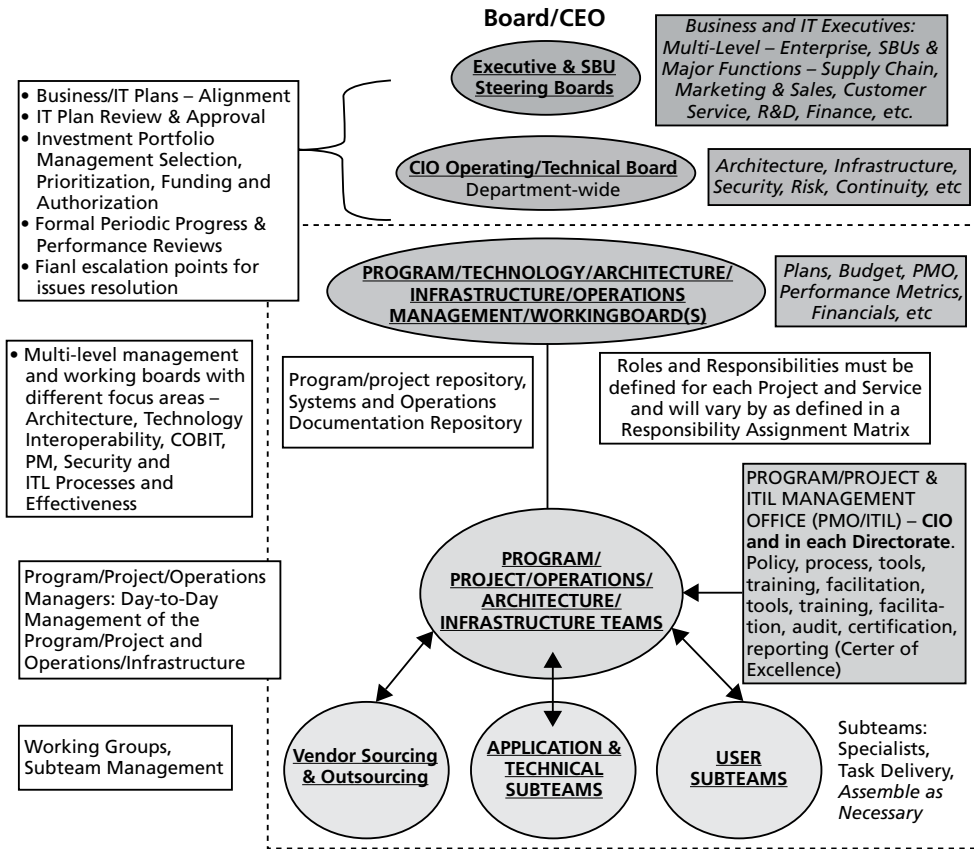 Board/CEO
Executive & SBU
Steering Boards
Business and IT Executives:
Multi-Level – Enterprise, SBUs &
Major Functions – Supply Chain,
Marketing & Sales, Customer
Service, R&D, Finance, etc.
• Business/IT Plans – Alignment
• IT Plan Review & Approval
• Investment Portfolio
Management Selection,
Prioritization, Funding and
Authorization
• Formal Periodic Progress &
Performance Reviews
• Fianl escalation points for
issues resolution
CIO Operating/Technical Board
Department-wide
Architecture, Infrastructure,
Security, Risk, Continuity, etc
PROGRAM/TECHNOLOGY/ARCHITECTURE/
INFRASTRUCTURE/OPERATIONS
MANAGEMENT/WORKINGBOARD(S)
Plans, Budget, PMO,
Performance Metrics,
Financials, etc
• Multi-level management
and working boards with
different focus areas –
Architecture, Technology
Interoperability, COBIT,
PM, Security and
ITL Processes and
Effectiveness
Program/project repository,
Systems and Operations
Documentation Repository
Roles and Responsibilities must be
defined for each Project and Service
and will vary by as defined in a
Responsibility Assignment Matrix
PROGRAM/PROJECT &
ITIL MANAGEMENT
OFFICE (PMO/ITIL) – CIO
and in each Directorate.
Policy, process, tools,
training, facilitation,
tools, training, facilita-
tion, audit, certification,
reporting (Certer of
Excellence)
PROGRAM/
PROJECT/OPERATIONS/
ARCHITECTURE/
INFRASTRUCTURE TEAMS
Program/Project/Operations
Managers: Day-to-Day
Management of the
Program/Project and
Operations/Infrastructure
Working Groups,
Subteam Management
Vendor Sourcing
& Outsourcing
APPLICATION &
TECHNICAL
SUBTEAMS
USER
SUBTEAMS
Subteams:
Specialists,
Task Delivery,
Assemble as
Necessary